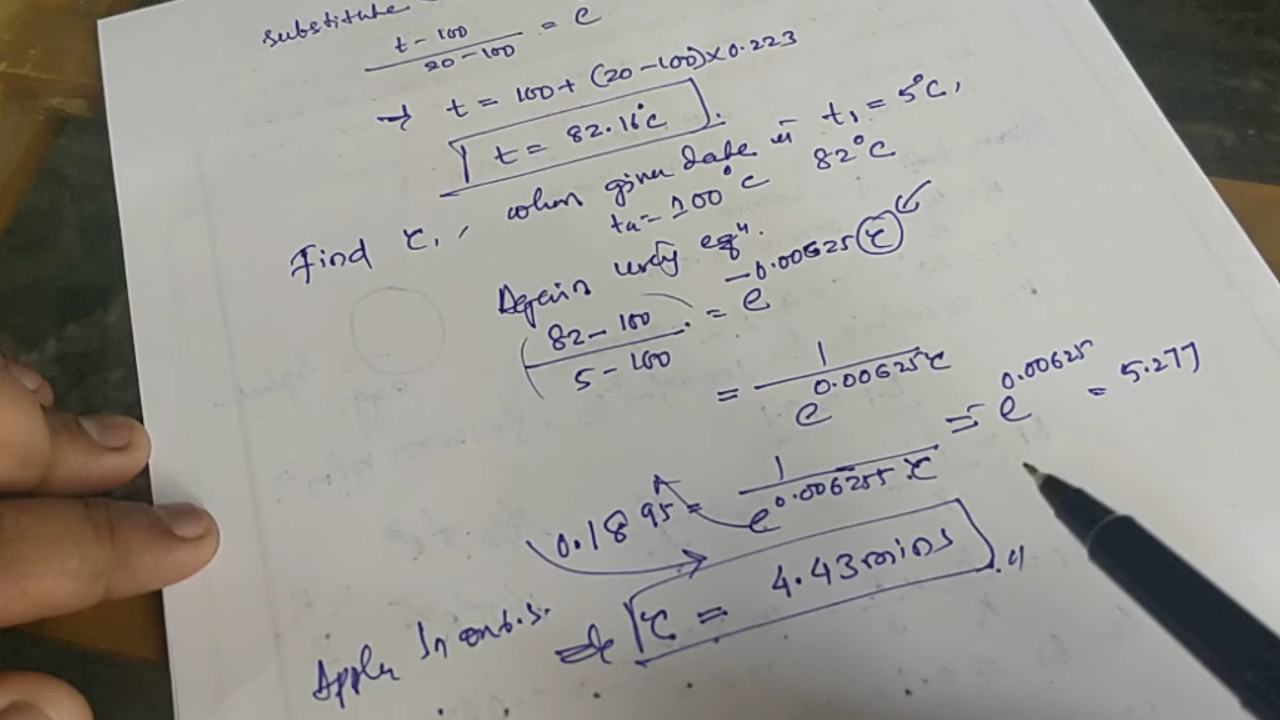 substitute
t - 100 / 20 - 100 = e
→ t = 100 + (20 - 100) × 0.223
t = 82.16°C.
Find τ, , when given data is t₁ = 5°C,
ta = 100°C 82°C
Again eqⁿ.
(82 - 100 / 5 - 100 = e^-0.00625(τ)
= 1 / e^0.00625τ
0.1895 = 1 / e^0.006255.τ = e^0.00625 = 5.277
Apply ln on b.s.
⇒ τ = 4.43 mins